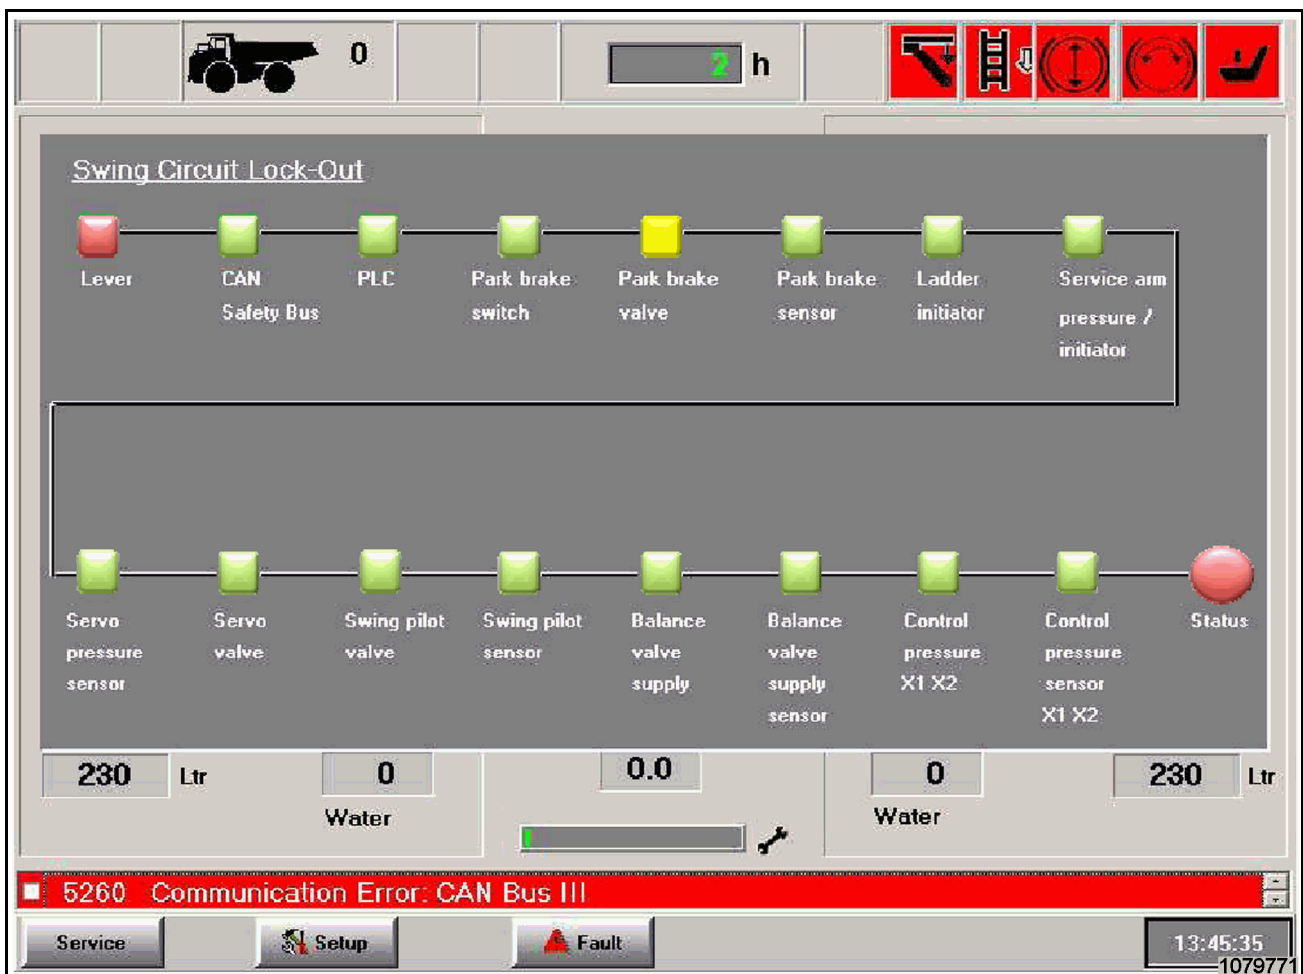 0
2 h
Swing Circuit Lock-Out
Lever CAN PLC Park brake Park brake Park brake Ladder Service arm
Safety Bus switch valve sensor initiator pressure /
initiator
Servo Servo Swing pilot Swing pilot Balance Balance Control Control Status
pressure valve valve sensor valve valve pressure pressure
sensor supply supply X1 X2 sensor
sensor X1 X2
230 Ltr 0 0.0 0 230 Ltr
Water Water
5260 Communication Error: CAN Bus III
Service Setup Fault 13:45:35
1079771